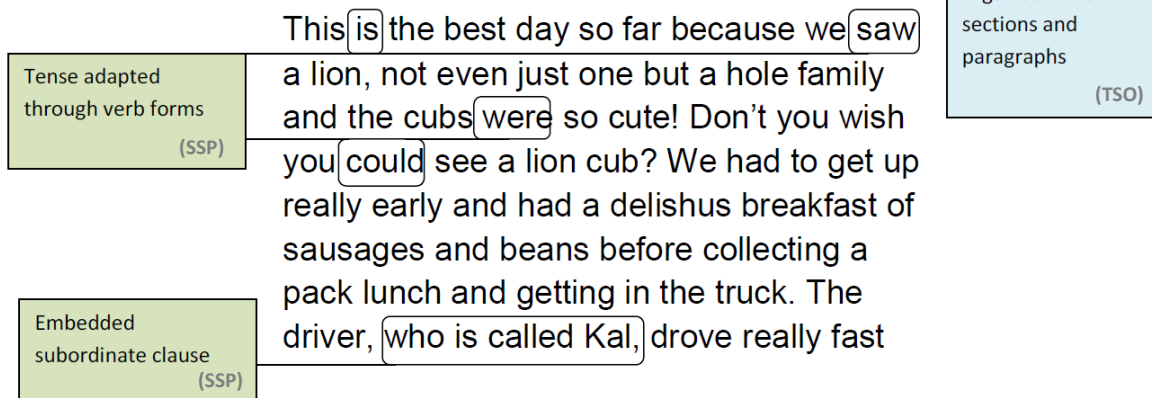 This is the best day so far because we saw
a lion, not even just one but a hole family
and the cubs were so cute! Don't you wish
you could see a lion cub? We had to get up
really early and had a delishus breakfast of
sausages and beans before collecting a
pack lunch and getting in the truck. The
driver, who is called Kal, drove really fast
Tense adapted
through verb forms
(SSP)
Embedded
subordinate clause
(SSP)
sections and
paragraphs
(TSO)